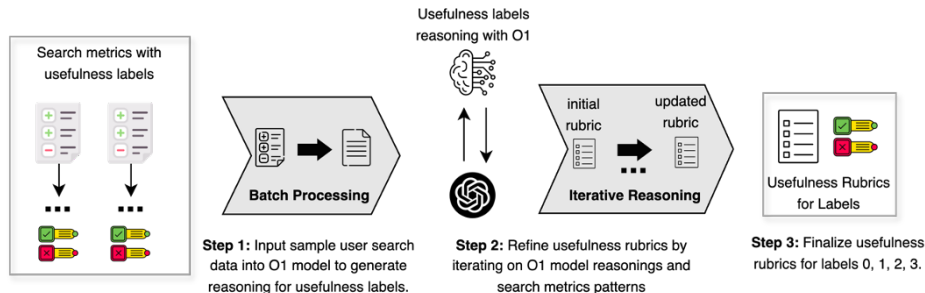 Search metrics with
usefulness labels
Batch Processing
Step 1: Input sample user search
data into O1 model to generate
reasoning for usefulness labels.
Usefulness labels
reasoning with O1
initial
rubric
updated
rubric
Iterative Reasoning
Step 2: Refine usefulness rubrics by
iterating on O1 model reasonings and
search metrics patterns
Usefulness Rubrics
for Labels
Step 3: Finalize usefulness
rubrics for labels 0, 1, 2, 3.